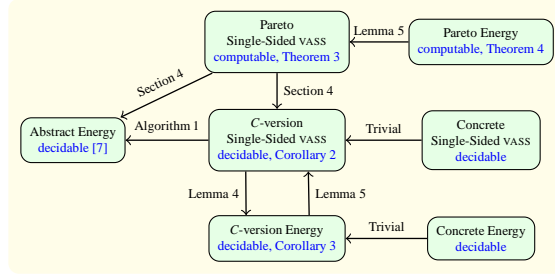 Pareto
Single-Sided VASS
computable, Theorem 3
Lemma 5
Pareto Energy
computable, Theorem 4
Section 4
Section 4
Abstract Energy
decidable [7]
Algorithm 1
C-version
Single-Sided VASS
decidable, Corollary 2
Trivial
Concrete
Single-Sided VASS
decidable
Lemma 4
Lemma 5
C-version Energy
decidable, Corollary 3
Trivial
Concrete Energy
decidable